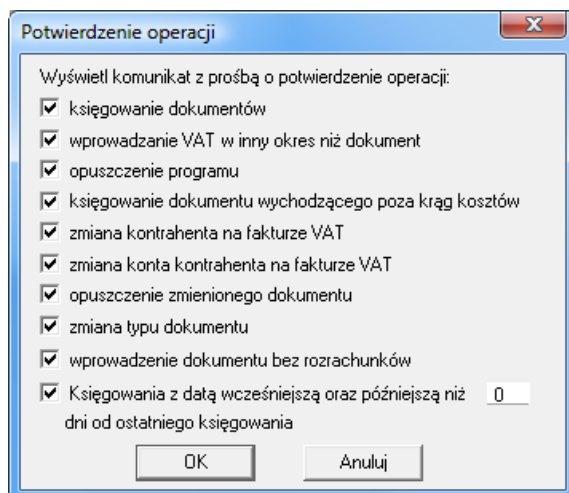 Potwierdzenie operacji
Wyświetl komunikat z prośbą o potwierdzenie operacji:
księgowanie dokumentów
wprowadzanie VAT w inny okres niż dokument
opuszczenie programu
księgowanie dokumentu wychodzącego poza krąg kosztów
zmiana kontrahenta na fakturze VAT
zmiana konta kontrahenta na fakturze VAT
opuszczenie zmienionego dokumentu
zmiana typu dokumentu
wprowadzenie dokumentu bez rozrachunków
Księgowania z datą wcześniejszą oraz późniejszą niż 0
dni od ostatniego księgowania
OK Anuluj